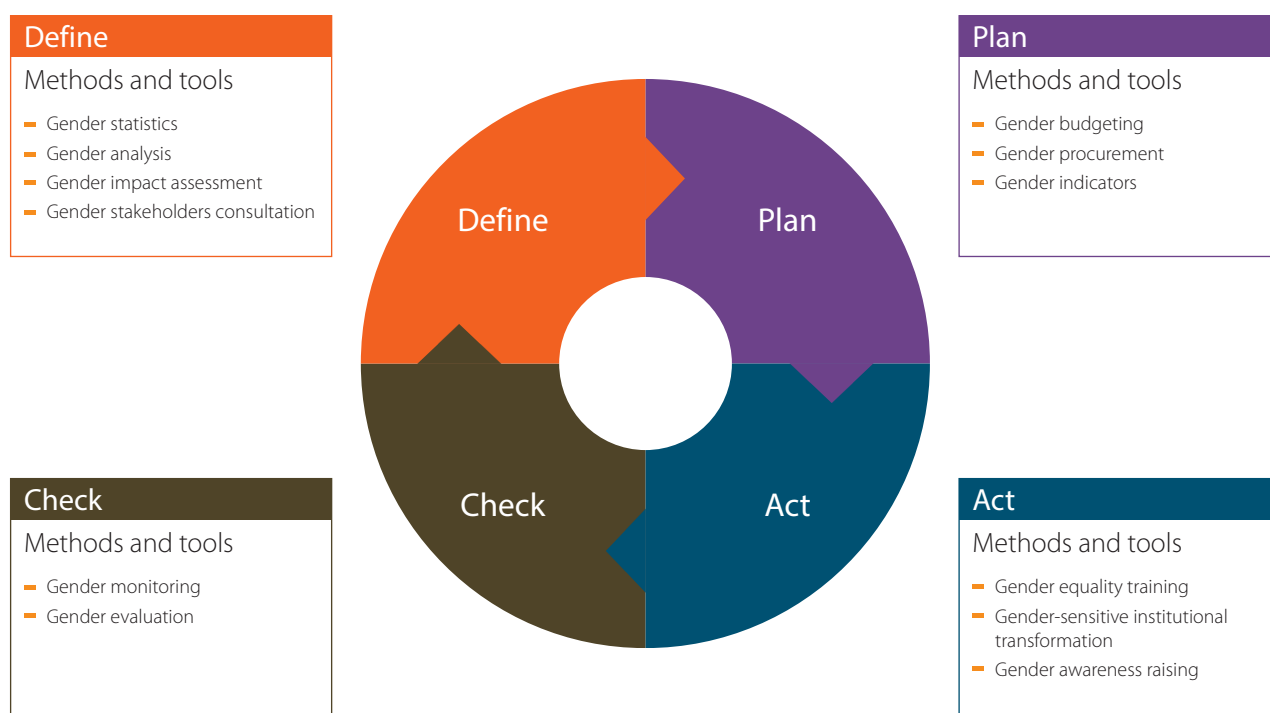 Define
Methods and tools
Gender statistics
Gender analysis
Gender impact assessment
Gender stakeholders consultation
Plan
Methods and tools
Gender budgeting
Gender procurement
Gender indicators
Define
Plan
Check
Act
Check
Methods and tools
Gender monitoring
Gender evaluation
Act
Methods and tools
Gender equality training
Gender-sensitive institutional
transformation
Gender awareness raising